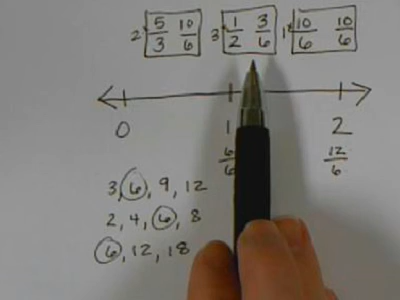 2 5/3 10/6 3 1/2 3/6 1 10/6 10/6
0 1 2
6/6 12/6
3, 6, 9, 12
2, 4, 6, 8
6, 12, 18